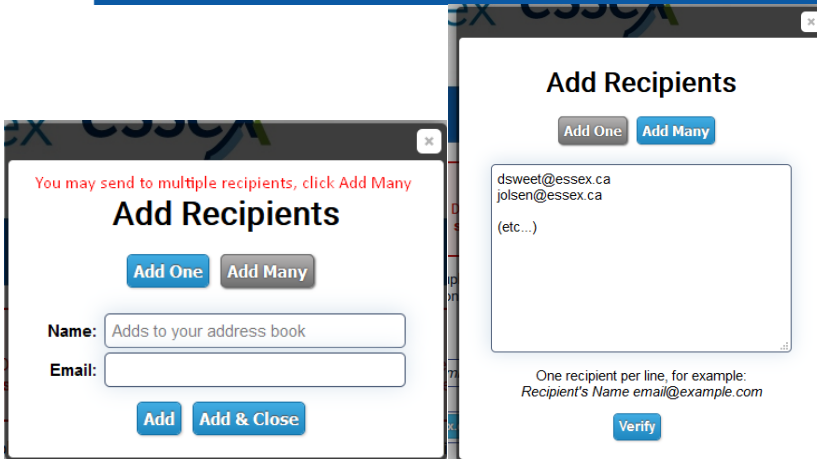 essex
You may send to multiple recipients, click Add Many
Add Recipients
Add One Add Many
Name: Adds to your address book
Email:
Add Add & Close
Add Recipients
Add One Add Many
dsweet@essex.ca
jolsen@essex.ca
(etc...)
One recipient per line, for example:
Recipient's Name email@example.com
Verify